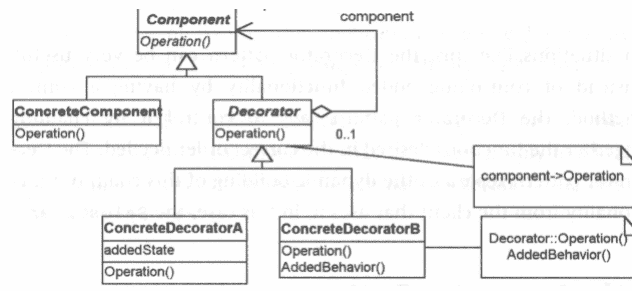 Component
component
Operation()
ConcreteComponent
Operation()
Decorator
Operation()
0..1
component->Operation
ConcreteDecoratorA
addedState
Operation()
ConcreteDecoratorB
Operation()
AddedBehavior()
Decorator::Operation()
AddedBehavior()